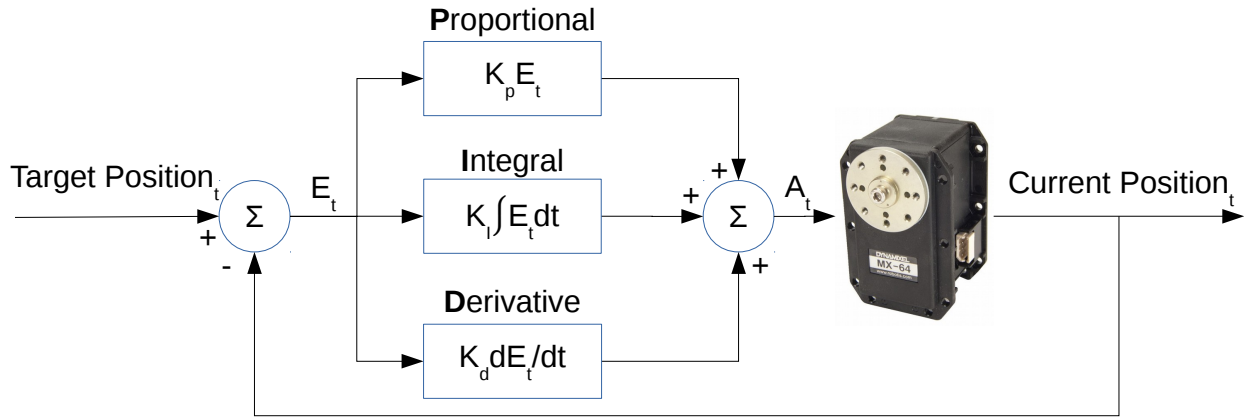 Proportional
KpEt
Integral
Target Positiont
Et
At
Current Positiont
Σ
KI∫Etdt
Σ
+
-
+
+
+
DYNAMIXEL
MX-64
Derivative
KddEt/dt